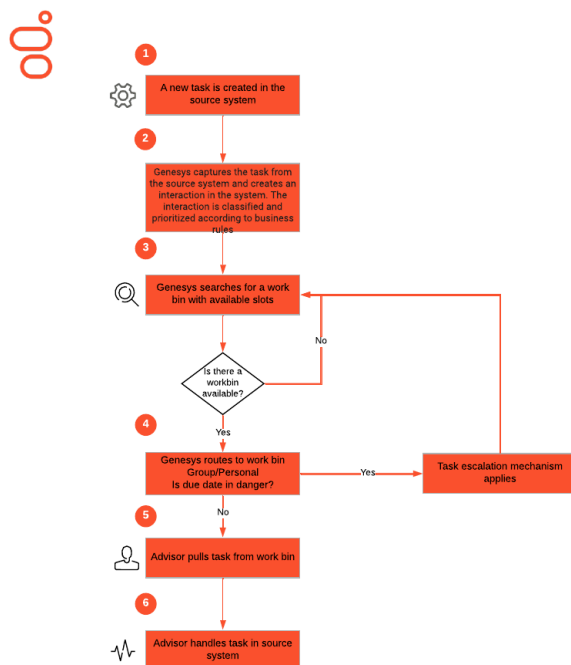 1
A new task is created in the
source system
2
Genesys captures the task from
the source system and creates an
interaction in the system. The
interaction is classified and
prioritized according to business
rules
3
Genesys searches for a work
bin with available slots
No
Is there a
workbin
available?
Yes
4
Genesys routes to work bin
Group/Personal
Is due date in danger?
Yes
Task escalation mechanism
applies
No
5
Advisor pulls task from work bin
6
Advisor handles task in source
system